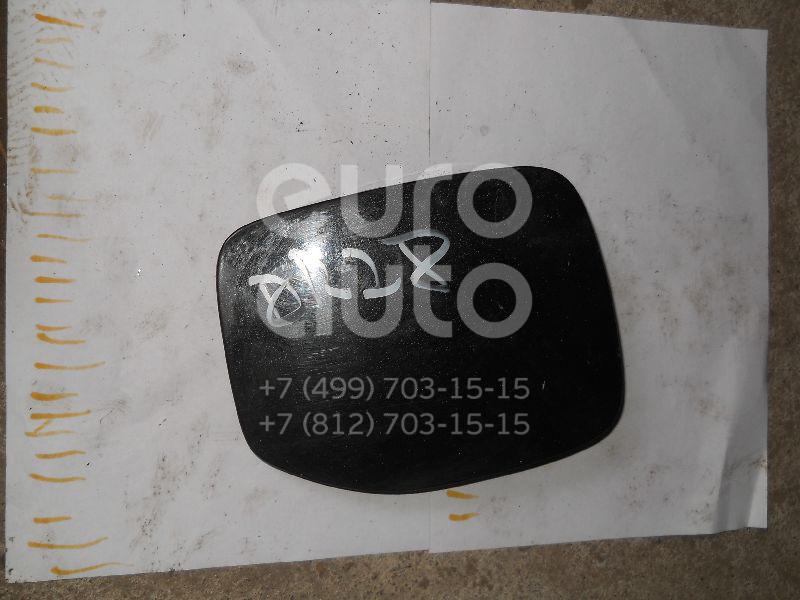 euro
auto
+7 (499) 703-15-15
+7 (812) 703-15-15